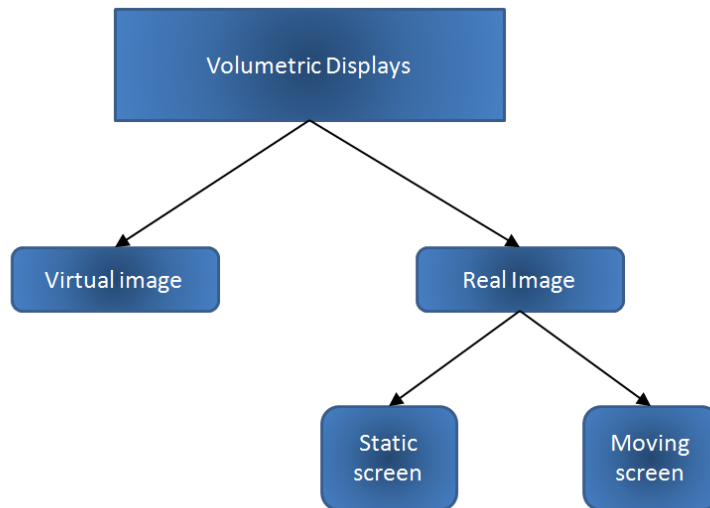 Volumetric Displays
Virtual image
Real Image
Static
screen
Moving
screen